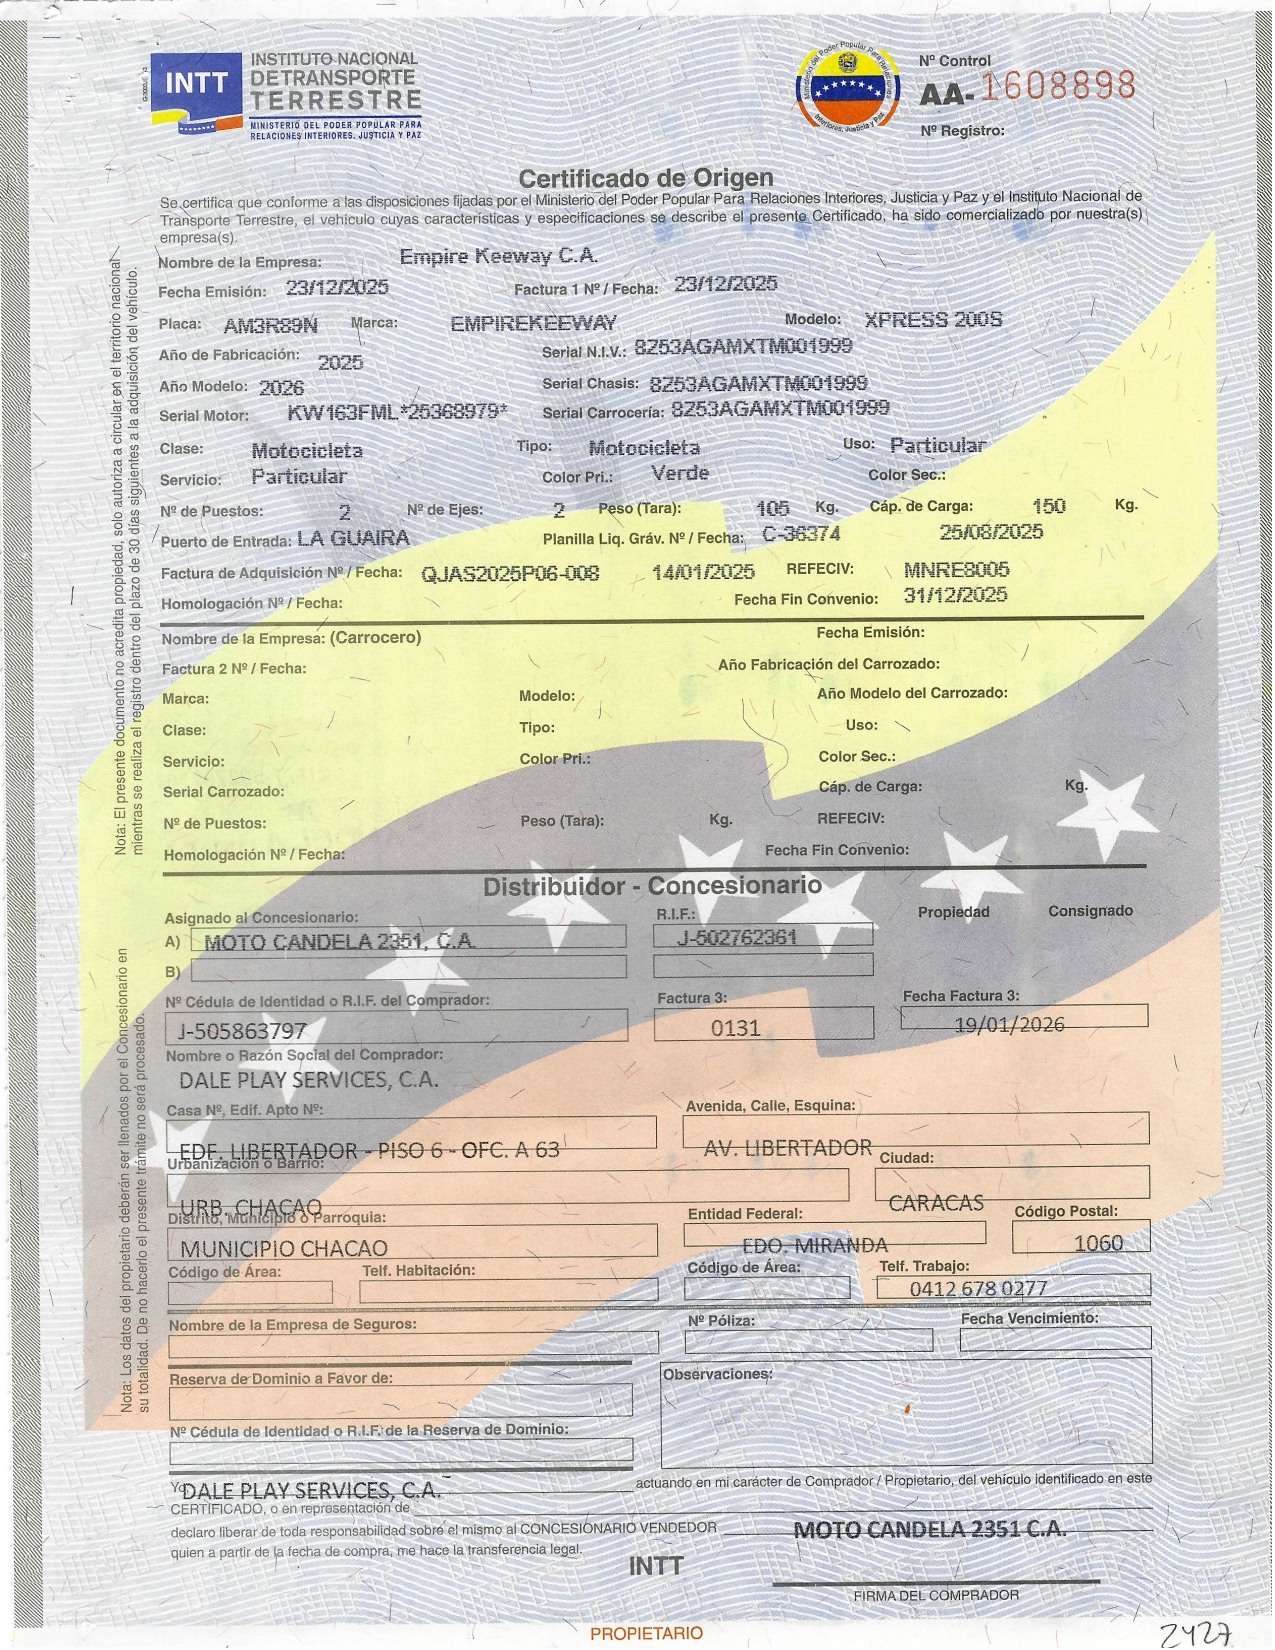 INTT
INSTITUTO NACIONAL
DE TRANSPORTE
TERRESTRE
MINISTERIO DEL PODER POPULAR PARA
RELACIONES INTERIORES, JUSTICIA Y PAZ
Ministerio del Poder Popular Para Relaciones
Interiores, Justicia y Paz
Nº Control
AA-1608898
Nº Registro:
Certificado de Origen
Se certifica que conforme a las disposiciones fijadas por el Ministerio del Poder Popular Para Relaciones Interiores, Justicia y Paz y el Instituto Nacional de
Transporte Terrestre, el vehículo cuyas características y especificaciones se describe el presente Certificado, ha sido comercializado por nuestra(s)
empresa(s).
Nombre de la Empresa: Empire Keeway C.A.
Fecha Emisión: 23/12/2025 Factura 1 Nº / Fecha: 23/12/2025
Placa: AM3R89N Marca: EMPIREKEEWAY Modelo: XPRESS 200S
Año de Fabricación: 2025 Serial N.I.V.: 8Z53AGAMXTM001999
Año Modelo: 2026 Serial Chasis: 8Z53AGAMXTM001999
Serial Motor: KW163FML*25368979* Serial Carrocería: 8Z53AGAMXTM001999
Clase: Motocicleta Tipo: Motocicleta Uso: Particular
Servicio: Particular Color Pri.: Verde Color Sec.:
Nº de Puestos: 2 Nº de Ejes: 2 Peso (Tara): 105 Kg. Cáp. de Carga: 150 Kg.
Puerto de Entrada: LA GUAIRA Planilla Liq. Gráv. Nº / Fecha: C-36374 25/08/2025
Factura de Adquisición Nº / Fecha: QJAS2025P06-008 14/01/2025 REFECIV: MNRE8005
Homologación Nº / Fecha: Fecha Fin Convenio: 31/12/2025
Nombre de la Empresa: (Carrocero) Fecha Emisión:
Factura 2 Nº / Fecha: Año Fabricación del Carrozado:
Marca: Modelo: Año Modelo del Carrozado:
Clase: Tipo: Uso:
Servicio: Color Pri.: Color Sec.:
Serial Carrozado: Cáp. de Carga: Kg.
Nº de Puestos: Peso (Tara): Kg. REFECIV:
Homologación Nº / Fecha: Fecha Fin Convenio:
Nota: El presente documento no acredita propiedad, solo autoriza a circular en el territorio nacional
mientras se realiza el registro dentro del plazo de 30 días siguientes a la adquisición del vehículo.
Distribuidor - Concesionario
Asignado al Concesionario: R.I.F.: Propiedad Consignado
A) MOTO CANDELA 2351, C.A. J-502762361
B)
Nº Cédula de Identidad o R.I.F. del Comprador: Factura 3: Fecha Factura 3:
J-505863797 0131 19/01/2026
Nombre o Razón Social del Comprador:
DALE PLAY SERVICES, C.A.
Casa Nº, Edif. Apto Nº: Avenida, Calle, Esquina:
EDF. LIBERTADOR - PISO 6 - OFC. A 63 AV. LIBERTADOR
Urbanización o Barrio: Ciudad:
URB. CHACAO CARACAS
Distrito, Municipio o Parroquia: Entidad Federal: Código Postal:
MUNICIPIO CHACAO EDO. MIRANDA 1060
Código de Área: Telf. Habitación: Código de Área: Telf. Trabajo:
0412 678 0277
Nombre de la Empresa de Seguros: Nº Póliza: Fecha Vencimiento:
Reserva de Dominio a Favor de: Observaciones:
Nº Cédula de Identidad o R.I.F. de la Reserva de Dominio:
Nota: Los datos del propietario deberán ser llenados por el Concesionario en
su totalidad. De no hacerlo el presente trámite no será procesado.
Yo DALE PLAY SERVICES, C.A. actuando en mi carácter de Comprador / Propietario, del vehículo identificado en este
CERTIFICADO, o en representación de
declaro liberar de toda responsabilidad sobre el mismo al CONCESIONARIO VENDEDOR MOTO CANDELA 2351 C.A.
quien a partir de la fecha de compra, me hace la transferencia legal.
INTT
FIRMA DEL COMPRADOR
PROPIETARIO
2427